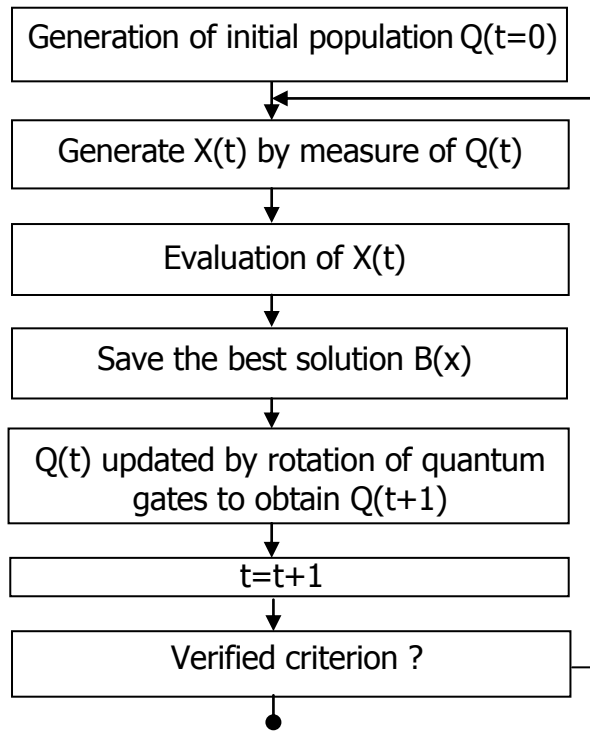 Generation of initial population Q(t=0)
Generate X(t) by measure of Q(t)
Evaluation of X(t)
Save the best solution B(x)
Q(t) updated by rotation of quantum
gates to obtain Q(t+1)
t=t+1
Verified criterion ?